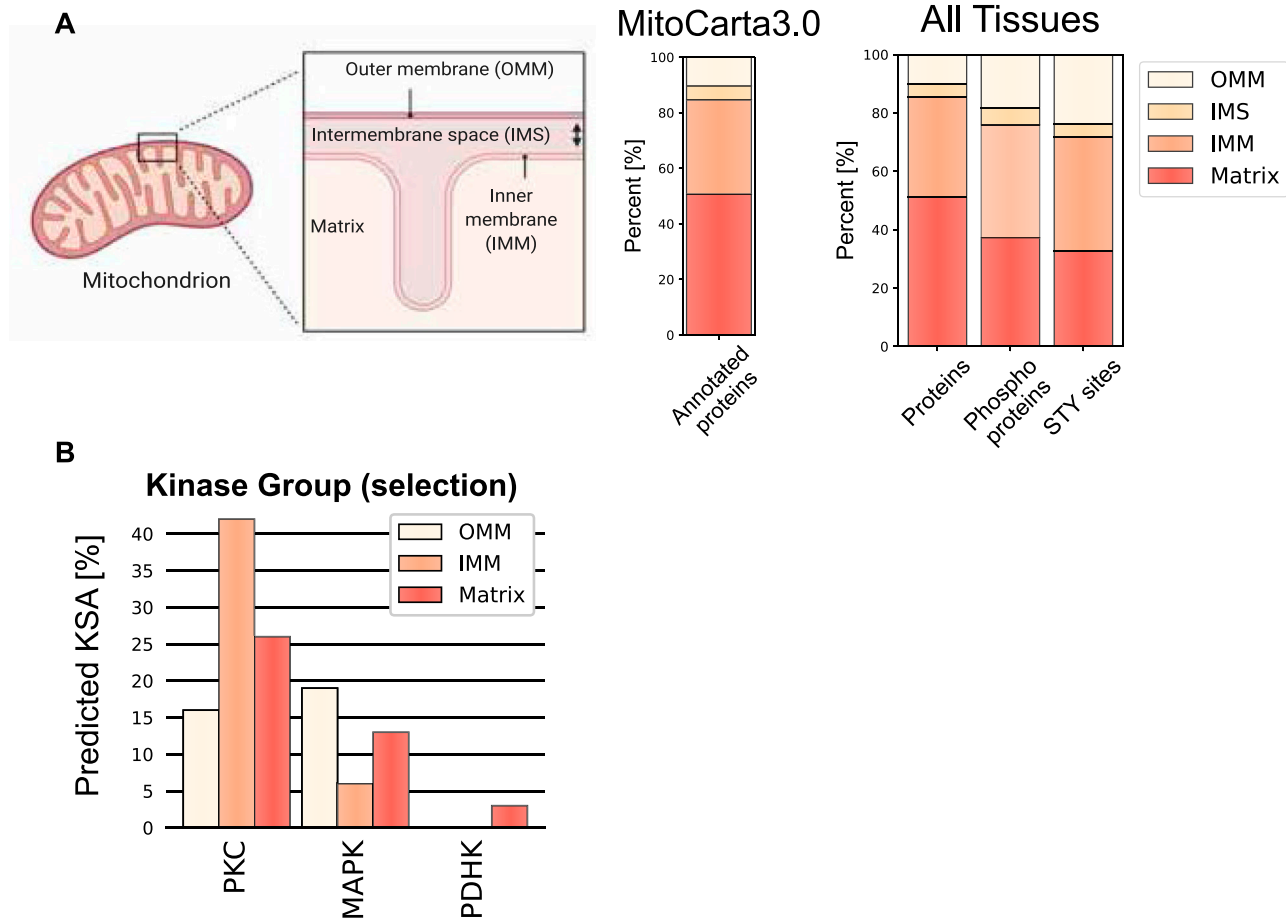 A
Outer membrane (OMM)
Intermembrane space (IMS)
Inner
membrane
(IMM)
Matrix
Mitochondrion
MitoCarta3.0
Percent [%]
100
80
60
40
20
0
Annotated
proteins
All Tissues
Percent [%]
100
80
60
40
20
0
Proteins
Phospho
proteins
STY sites
OMM
IMS
IMM
Matrix
B
Kinase Group (selection)
Predicted KSA [%]
40
35
30
25
20
15
10
5
0
OMM
IMM
Matrix
PKC
MAPK
PDHK